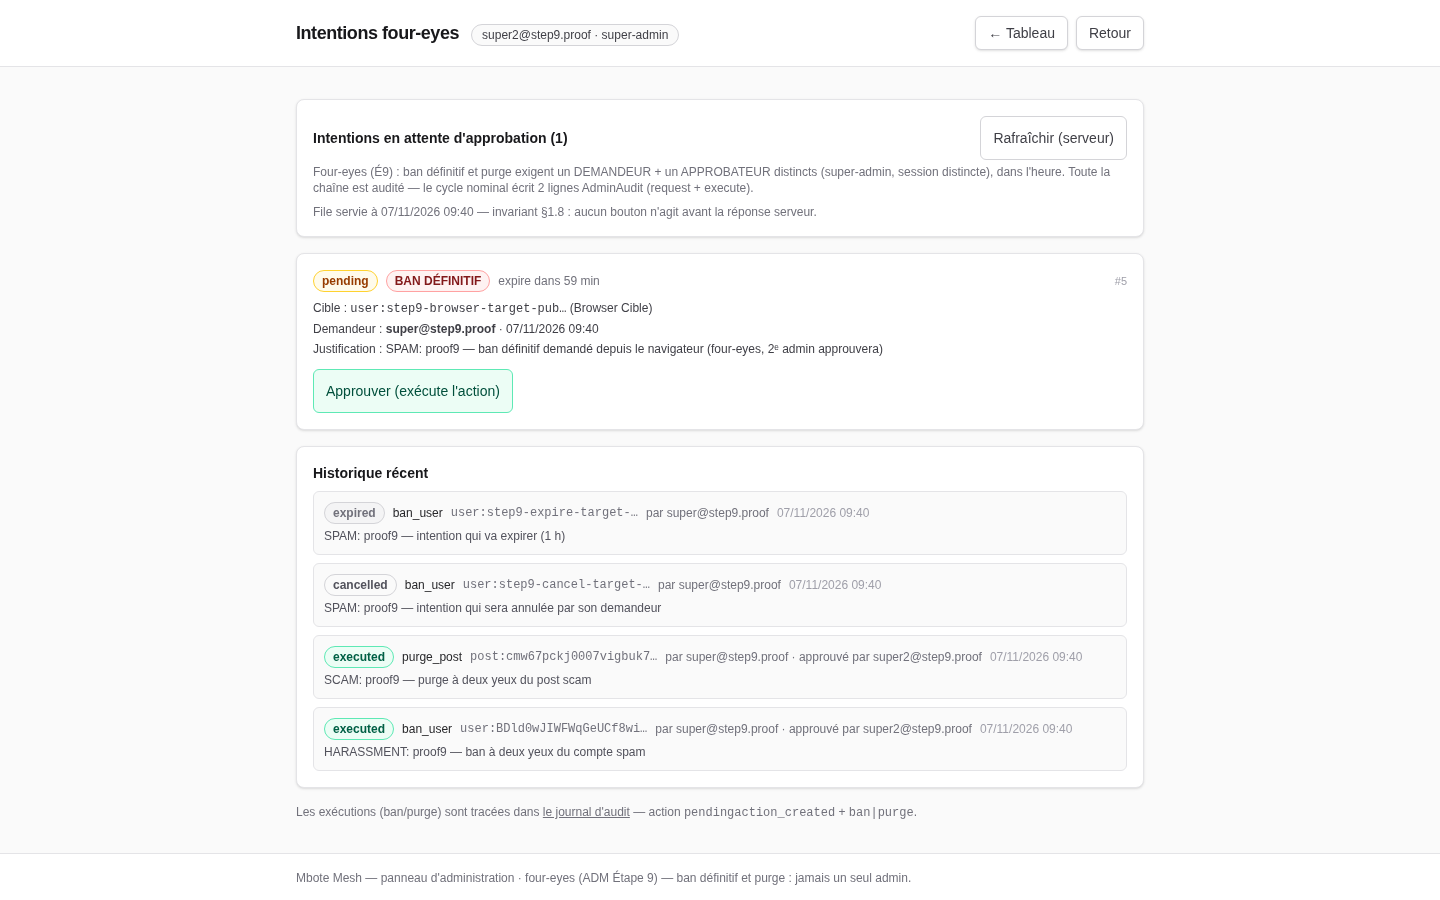 Intentions four-eyes super2@step9.proof · super-admin ← Tableau Retour
Intentions en attente d'approbation (1) Rafraîchir (serveur)
Four-eyes (É9) : ban définitif et purge exigent un DEMANDEUR + un APPROBATEUR distincts (super-admin, session distincte), dans l'heure. Toute la
chaîne est audité — le cycle nominal écrit 2 lignes AdminAudit (request + execute).
File servie à 07/11/2026 09:40 — invariant §1.8 : aucun bouton n'agit avant la réponse serveur.
pending BAN DÉFINITIF expire dans 59 min #5
Cible : user:step9-browser-target-pub… (Browser Cible)
Demandeur : super@step9.proof · 07/11/2026 09:40
Justification : SPAM: proof9 — ban définitif demandé depuis le navigateur (four-eyes, 2ᵉ admin approuvera)
Approuver (exécute l'action)
Historique récent
expired ban_user user:step9-expire-target-… par super@step9.proof 07/11/2026 09:40
SPAM: proof9 — intention qui va expirer (1 h)
cancelled ban_user user:step9-cancel-target-… par super@step9.proof 07/11/2026 09:40
SPAM: proof9 — intention qui sera annulée par son demandeur
executed purge_post post:cmw67pckj0007vigbuk7… par super@step9.proof · approuvé par super2@step9.proof 07/11/2026 09:40
SCAM: proof9 — purge à deux yeux du post scam
executed ban_user user:BDld0wJIWFWqGeUCf8wi… par super@step9.proof · approuvé par super2@step9.proof 07/11/2026 09:40
HARASSMENT: proof9 — ban à deux yeux du compte spam
Les exécutions (ban/purge) sont tracées dans le journal d'audit — action pendingaction_created + ban|purge.
Mbote Mesh — panneau d'administration · four-eyes (ADM Étape 9) — ban définitif et purge : jamais un seul admin.